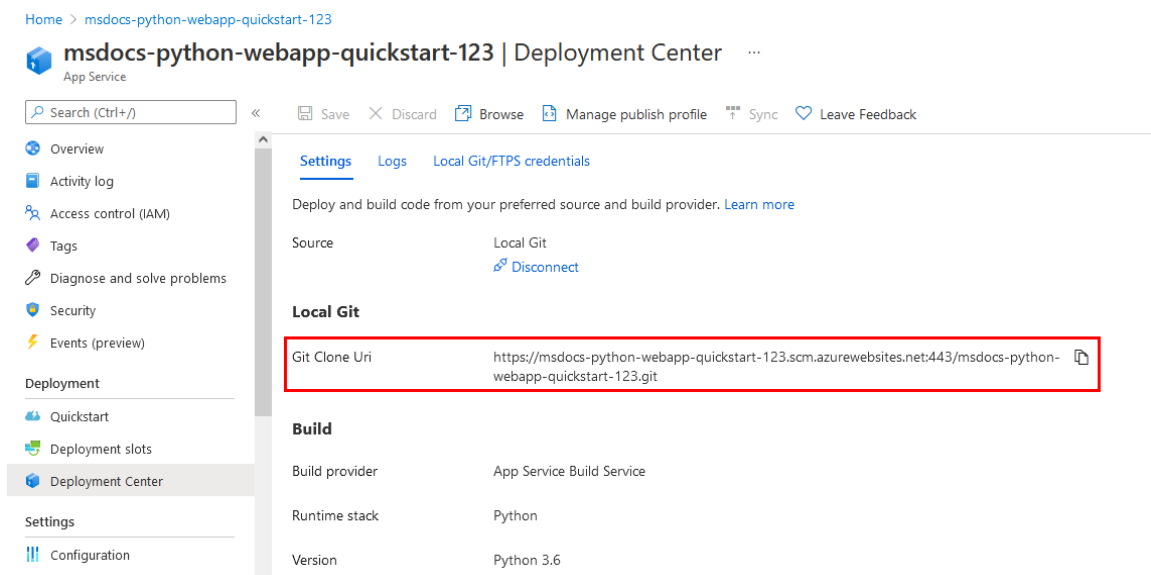 Home > msdocs-python-webapp-quickstart-123
msdocs-python-webapp-quickstart-123 | Deployment Center ...
App Service
Search (Ctrl+/) «
Save Discard Browse Manage publish profile Sync Leave Feedback
Overview
Activity log
Access control (IAM)
Tags
Diagnose and solve problems
Security
Events (preview)
Deployment
Quickstart
Deployment slots
Deployment Center
Settings
Configuration
Settings Logs Local Git/FTPS credentials
Deploy and build code from your preferred source and build provider. Learn more
Source Local Git
Disconnect
Local Git
Git Clone Uri https://msdocs-python-webapp-quickstart-123.scm.azurewebsites.net:443/msdocs-python-
webapp-quickstart-123.git
Build
Build provider App Service Build Service
Runtime stack Python
Version Python 3.6